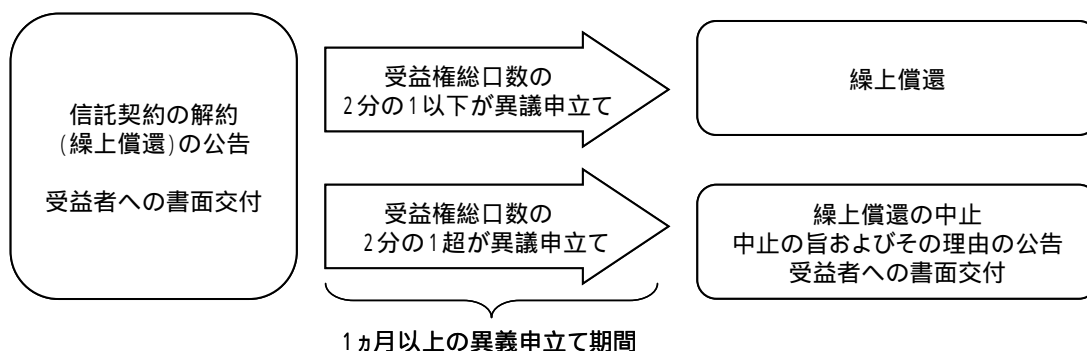 信託契約の解約
(繰上償還)の公告
受益者への書面交付
受益権総口数の
2分の1以下が異議申立て
繰上償還
受益権総口数の
2分の1超が異議申立て
繰上償還の中止
中止の旨およびその理由の公告
受益者への書面交付
1ヵ月以上の異義申立て期間